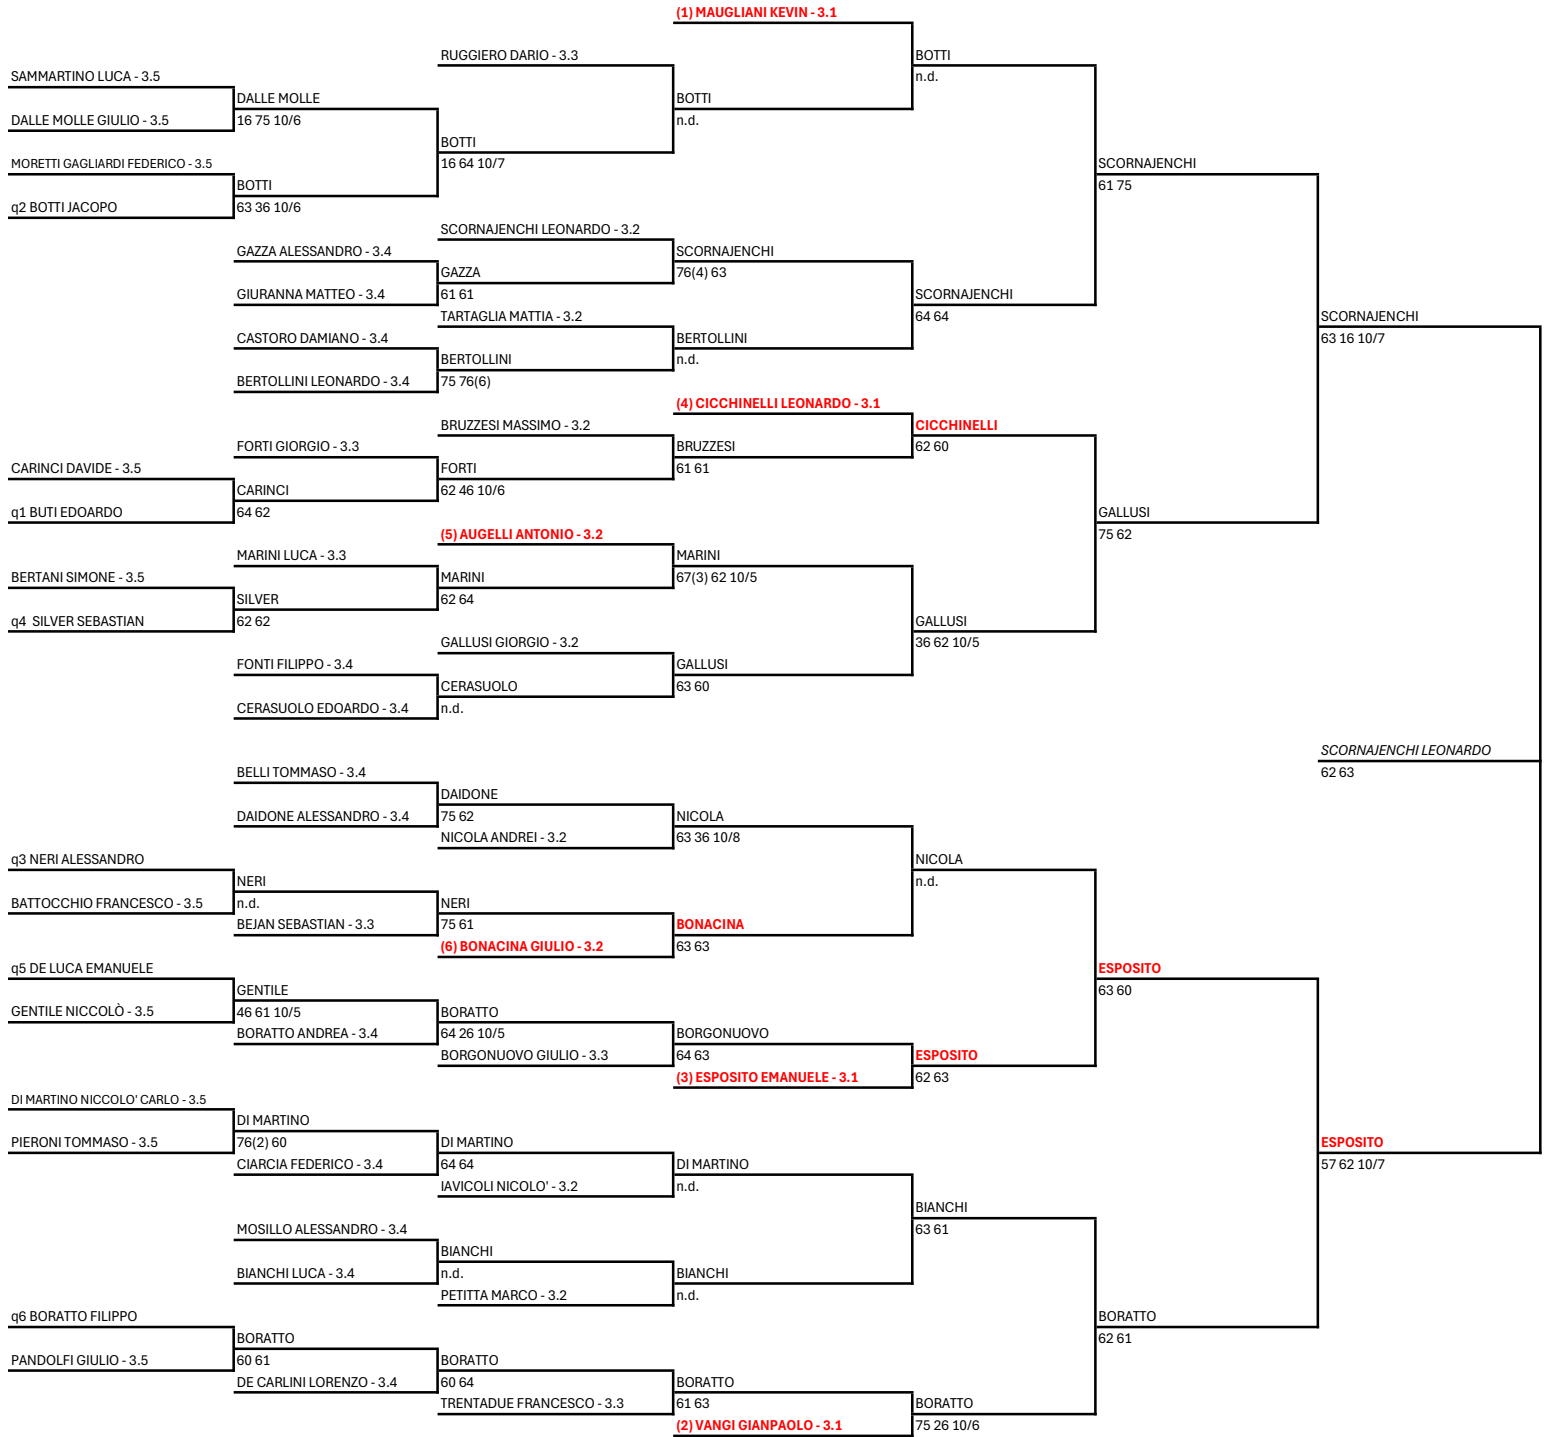 (1) MAUGLIANI KEVIN - 3.1
RUGGIERO DARIO - 3.3
BOTTI
SAMMARTINO LUCA - 3.5
n.d.
DALLE MOLLE
BOTTI
DALLE MOLLE GIULIO - 3.5
16 75 10/6
n.d.
BOTTI
MORETTI GAGLIARDI FEDERICO - 3.5
16 64 10/7
SCORNAJENCHI
BOTTI
61 75
q2 BOTTI JACOPO
63 36 10/6
SCORNAJENCHI LEONARDO - 3.2
GAZZA ALESSANDRO - 3.4
SCORNAJENCHI
GAZZA
76(4) 63
GIURANNA MATTEO - 3.4
61 61
SCORNAJENCHI
TARTAGLIA MATTIA - 3.2
64 64
SCORNAJENCHI
CASTORO DAMIANO - 3.4
BERTOLLINI
63 16 10/7
BERTOLLINI
n.d.
BERTOLLINI LEONARDO - 3.4
75 76(6)
(4) CICCHINELLI LEONARDO - 3.1
BRUZZESI MASSIMO - 3.2
CICCHINELLI
FORTI GIORGIO - 3.3
BRUZZESI
62 60
CARINCI DAVIDE - 3.5
FORTI
61 61
CARINCI
62 46 10/6
q1 BUTI EDOARDO
64 62
GALLUSI
(5) AUGELLI ANTONIO - 3.2
75 62
MARINI LUCA - 3.3
MARINI
BERTANI SIMONE - 3.5
MARINI
67(3) 62 10/5
SILVER
62 64
q4 SILVER SEBASTIAN
62 62
GALLUSI
GALLUSI GIORGIO - 3.2
36 62 10/5
FONTI FILIPPO - 3.4
GALLUSI
CERASUOLO
63 60
CERASUOLO EDOARDO - 3.4
n.d.
SCORNAJENCHI LEONARDO
BELLI TOMMASO - 3.4
62 63
DAIDONE
DAIDONE ALESSANDRO - 3.4
75 62
NICOLA
NICOLA ANDREI - 3.2
63 36 10/8
q3 NERI ALESSANDRO
NICOLA
NERI
n.d.
BATTOCCHIO FRANCESCO - 3.5
n.d.
NERI
BEJAN SEBASTIAN - 3.3
75 61
BONACINA
(6) BONACINA GIULIO - 3.2
63 63
q5 DE LUCA EMANUELE
ESPOSITO
GENTILE
63 60
GENTILE NICCOLÒ - 3.5
46 61 10/5
BORATTO
BORATTO ANDREA - 3.4
64 26 10/5
BORGONUOVO
BORGONUOVO GIULIO - 3.3
64 63
ESPOSITO
(3) ESPOSITO EMANUELE - 3.1
62 63
DI MARTINO NICCOLO' CARLO - 3.5
DI MARTINO
PIERONI TOMMASO - 3.5
76(2) 60
DI MARTINO
ESPOSITO
CIARCIA FEDERICO - 3.4
64 64
DI MARTINO
57 62 10/7
IAVICOLI NICOLO' - 3.2
n.d.
BIANCHI
MOSILLO ALESSANDRO - 3.4
63 61
BIANCHI
BIANCHI LUCA - 3.4
n.d.
BIANCHI
PETITTA MARCO - 3.2
n.d.
q6 BORATTO FILIPPO
BORATTO
BORATTO
62 61
PANDOLFI GIULIO - 3.5
60 61
BORATTO
DE CARLINI LORENZO - 3.4
60 64
BORATTO
TRENTADUE FRANCESCO - 3.3
61 63
BORATTO
(2) VANGI GIANPAOLO - 3.1
75 26 10/6